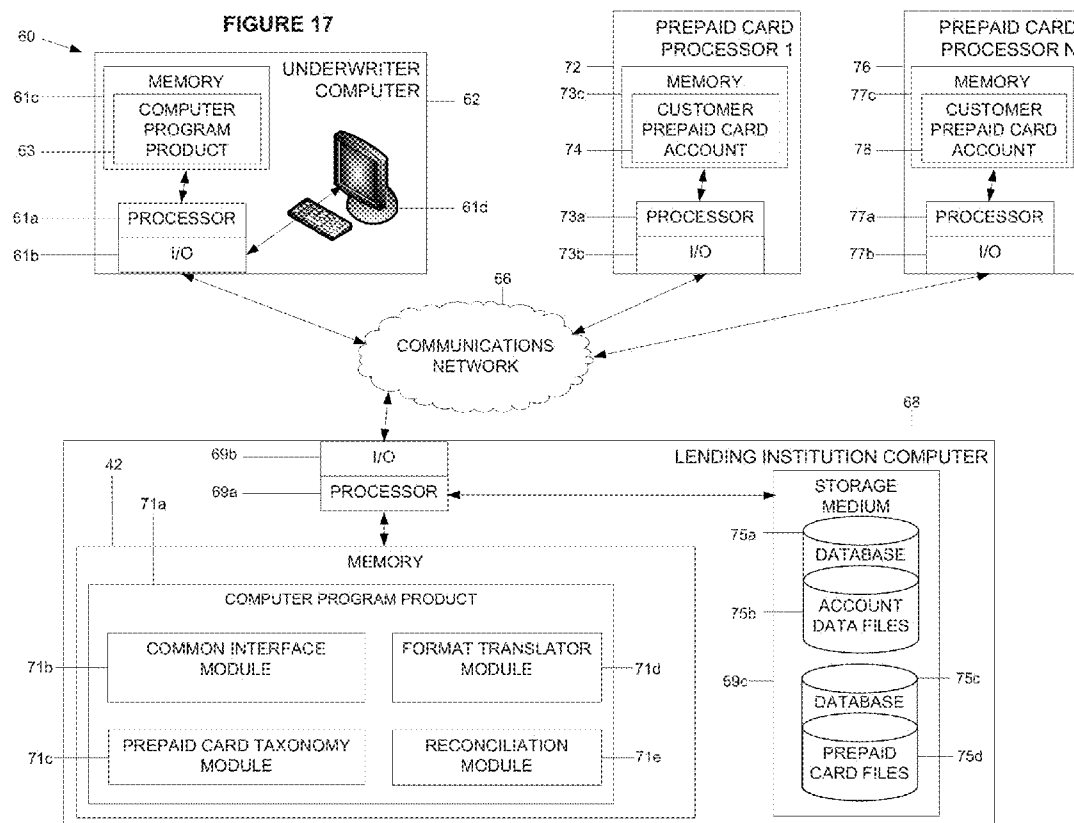 FIGURE 17
60
UNDERWRITER
COMPUTER
62
MEMORY
61c
COMPUTER
PROGRAM
PRODUCT
63
61a
PROCESSOR
61b
I/O
61d
PREPAID CARD
PROCESSOR 1
72
MEMORY
73c
CUSTOMER
PREPAID CARD
ACCOUNT
74
73a
PROCESSOR
73b
I/O
PREPAID CARD
PROCESSOR N
76
MEMORY
77c
CUSTOMER
PREPAID CARD
ACCOUNT
78
77a
PROCESSOR
77b
I/O
66
COMMUNICATIONS
NETWORK
68
LENDING INSTITUTION COMPUTER
69b
I/O
69a
PROCESSOR
42
71a
MEMORY
COMPUTER PROGRAM PRODUCT
71b
COMMON INTERFACE
MODULE
FORMAT TRANSLATOR
MODULE
71d
71c
PREPAID CARD TAXONOMY
MODULE
RECONCILIATION
MODULE
71e
STORAGE
MEDIUM
75a
DATABASE
75b
ACCOUNT
DATA FILES
69c
75c
DATABASE
PREPAID
CARD FILES
75d